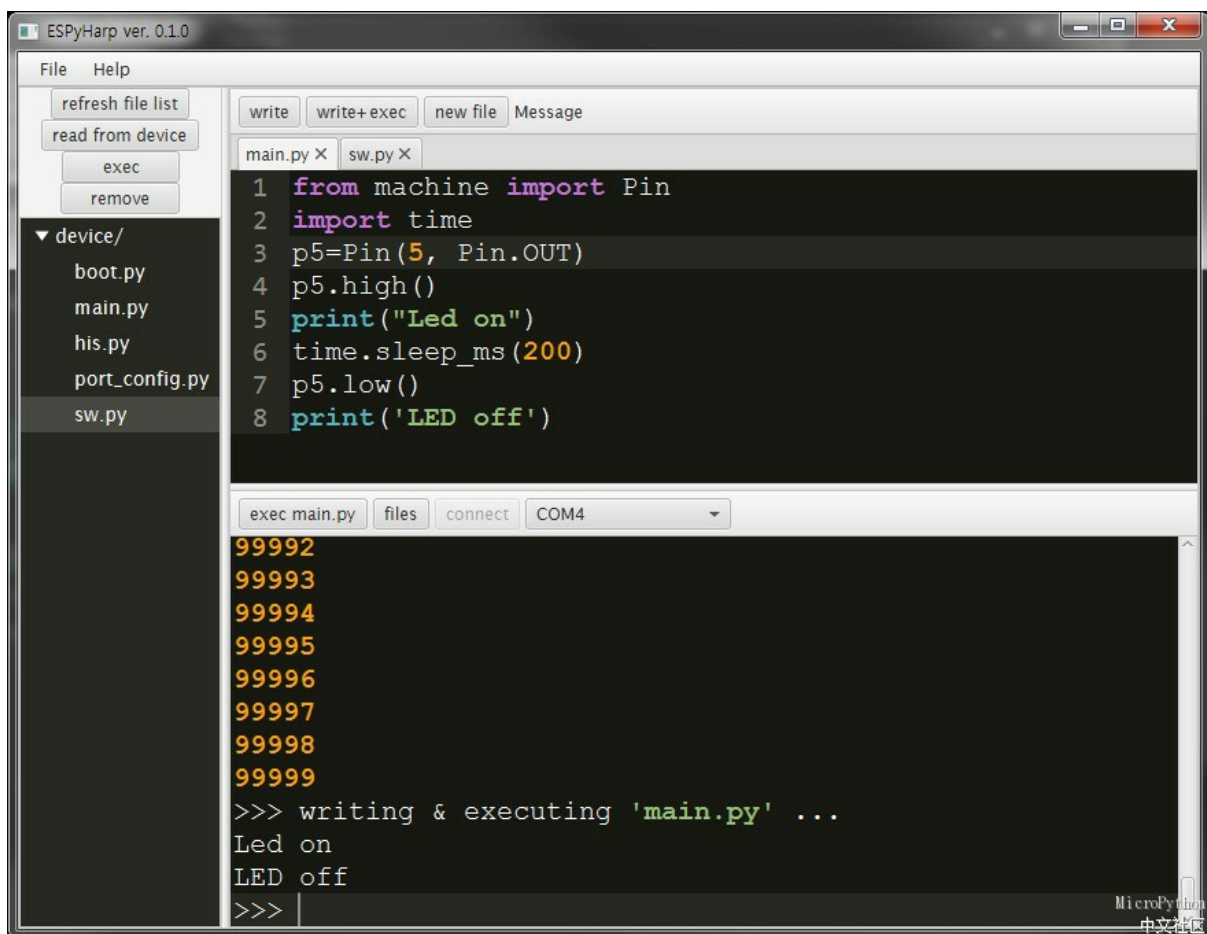 ESPyHarp ver. 0.1.0
File Help
refresh file list
read from device
exec
remove
device/
boot.py
main.py
his.py
port_config.py
sw.py
write write+exec new file Message
main.py X sw.py X
1 from machine import Pin
2 import time
3 p5=Pin(5, Pin.OUT)
4 p5.high()
5 print("Led on")
6 time.sleep_ms(200)
7 p5.low()
8 print('LED off')
exec main.py files connect COM4
99992
99993
99994
99995
99996
99997
99998
99999
>>> writing & executing 'main.py' ...
Led on
LED off
>>>
MicroPython
中文社区